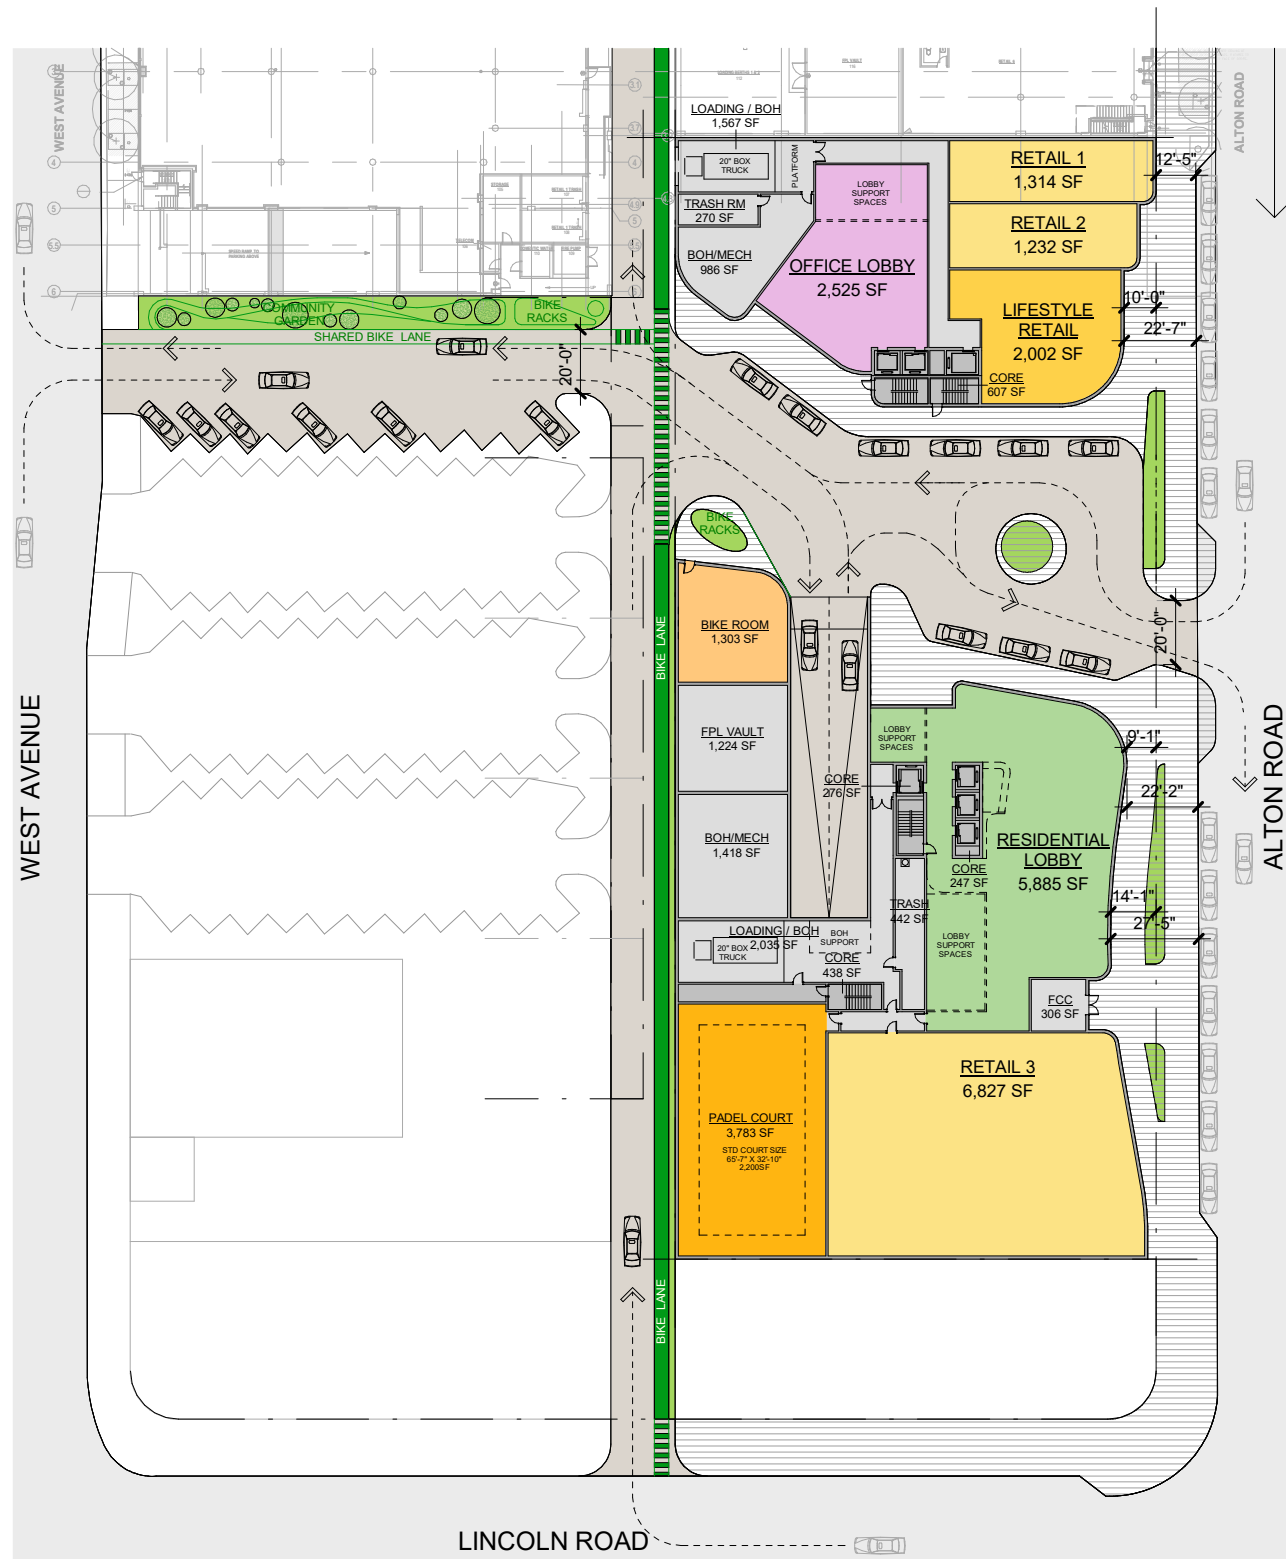 WEST AVENUE
ALTON ROAD
LOADING / BOH
1,567 SF
20" BOX
TRUCK
PLATFORM
LOBBY
SUPPORT
SPACES
RETAIL 1
1,314 SF
12'-5"
TRASH RM
270 SF
RETAIL 2
1,232 SF
BOH/MECH
986 SF
OFFICE LOBBY
2,525 SF
LIFESTYLE
RETAIL
2,002 SF
10'-0"
22'-7"
COMMUNITY
GARDEN
BIKE
RACKS
SHARED BIKE LANE
20'-0"
CORE
607 SF
BIKE
RACKS
BIKE ROOM
1,303 SF
BIKE LANE
20'-0"
FPL VAULT
1,224 SF
LOBBY
SUPPORT
SPACES
9'-1"
CORE
276 SF
22'-2"
BOH/MECH
1,418 SF
RESIDENTIAL
LOBBY
5,885 SF
CORE
247 SF
WEST AVENUE
ALTON ROAD
TRASH
442 SF
14'-1"
27'-5"
LOADING / BOH
2,035 SF
20" BOX
TRUCK
BOH
SUPPORT
LOBBY
SUPPORT
SPACES
CORE
438 SF
FCC
306 SF
RETAIL 3
6,827 SF
PADEL COURT
3,783 SF
STD COURT SIZE
65'-7" X 32'-10"
2,200SF
BIKE LANE
LINCOLN ROAD